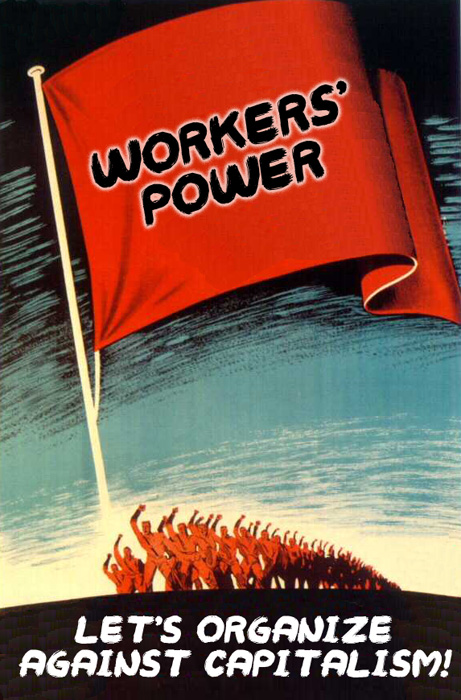 WORKERS'
POWER
LET'S ORGANIZE
AGAINST CAPITALISM!